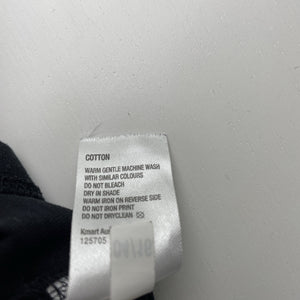 COTTON
WARM GENTLE MACHINE WASH
WITH SIMILAR COLOURS
DO NOT BLEACH
DRY IN SHADE
WARM IRON ON REVERSE SIDE
DO NOT IRON PRINT
DO NOT DRYCLEAN
Kmart Aus
125705